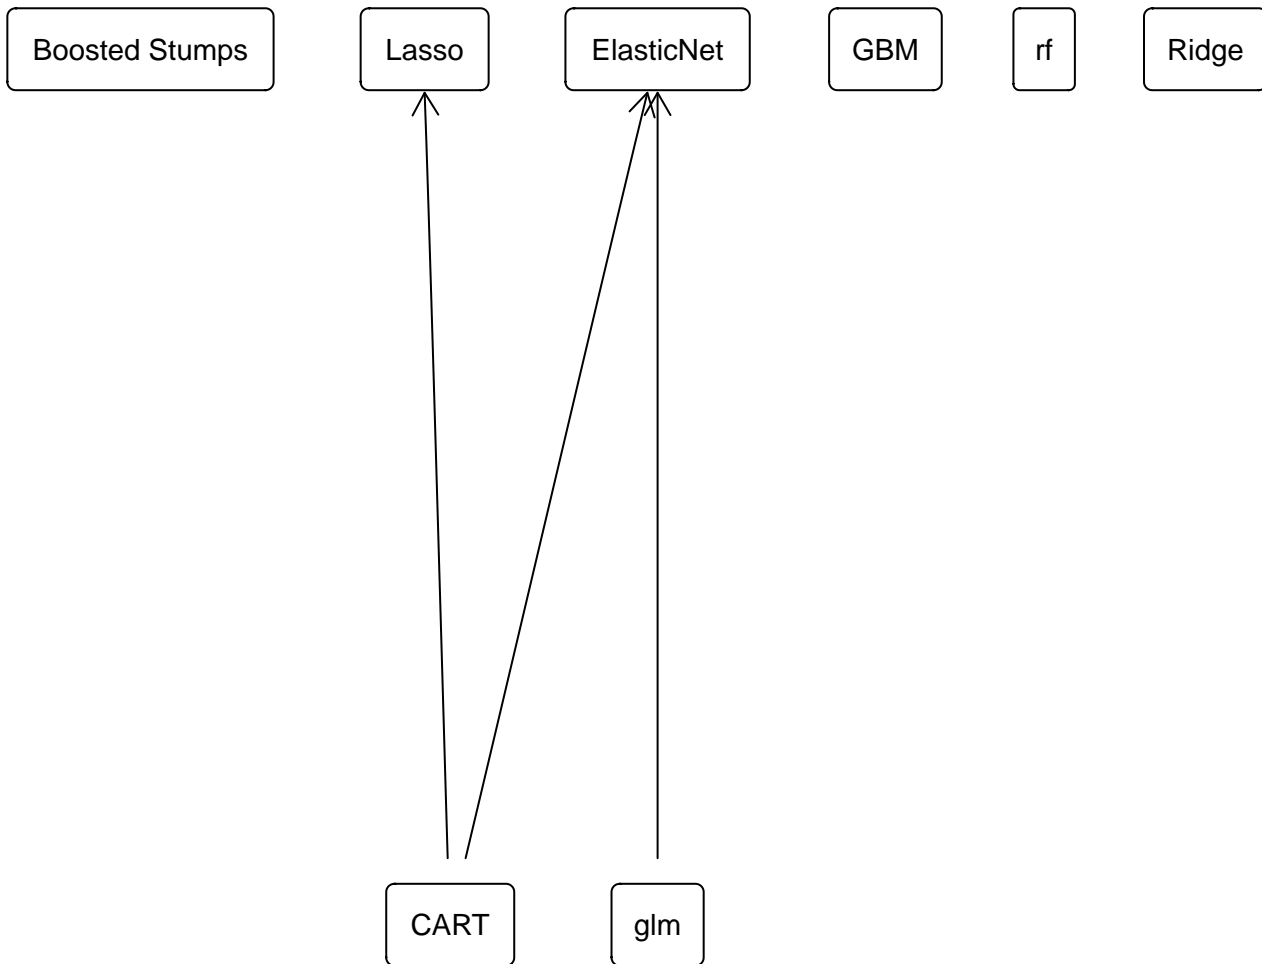 Boosted Stumps
Lasso
ElasticNet
GBM
rf
Ridge
CART
glm